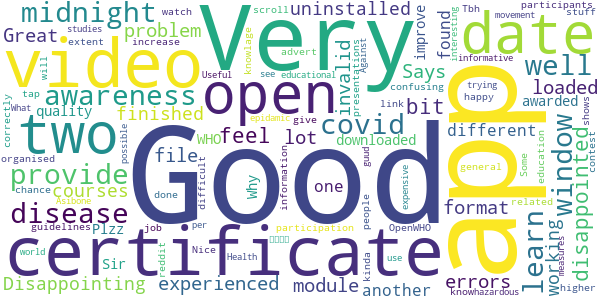 midnight
Great
watch
extent
studies
increase
problem
Very
uninstalled
scroll
Tbh
participants
stuff
movement
interesting
improve
found
date
video
advert
Useful
educational
knowlage
see
Against
informative
invalid
presentations
trying
happy
confusing
Says
well
open
awareness
tap
will
quality
finished
epidemic
WHO
give
downloaded
link
bit
awarded
loaded
shows
contest
correctly
What
two
feel
lot
covid
different
window
disappointed
organised
possible
file
difficult
information
Why
one
Good
app
general
Some
education
provide
chance
courses
Asibone
done
people
expensive
format
learn
working
disease
guidelines
Plzz
job
per
participation
OpenWHO
related
measures
Sir
Nice
guud
reddit
world
certificate
Health
kinda
use
errors
higher
Disappointing
experienced
module
another
knowhazardous